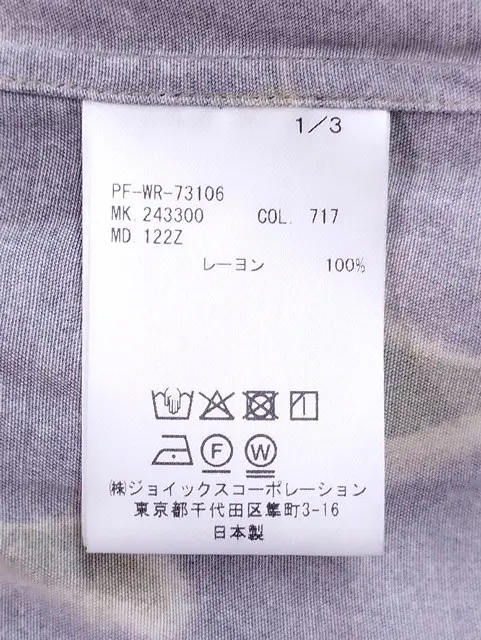 1/3
PF-WR-73106
MK.243300 COL. 717
MD.122Z
レーヨン 100%
F W
㈱ジョイックスコーポレーション
東京都千代田区隼町3-16
日本製